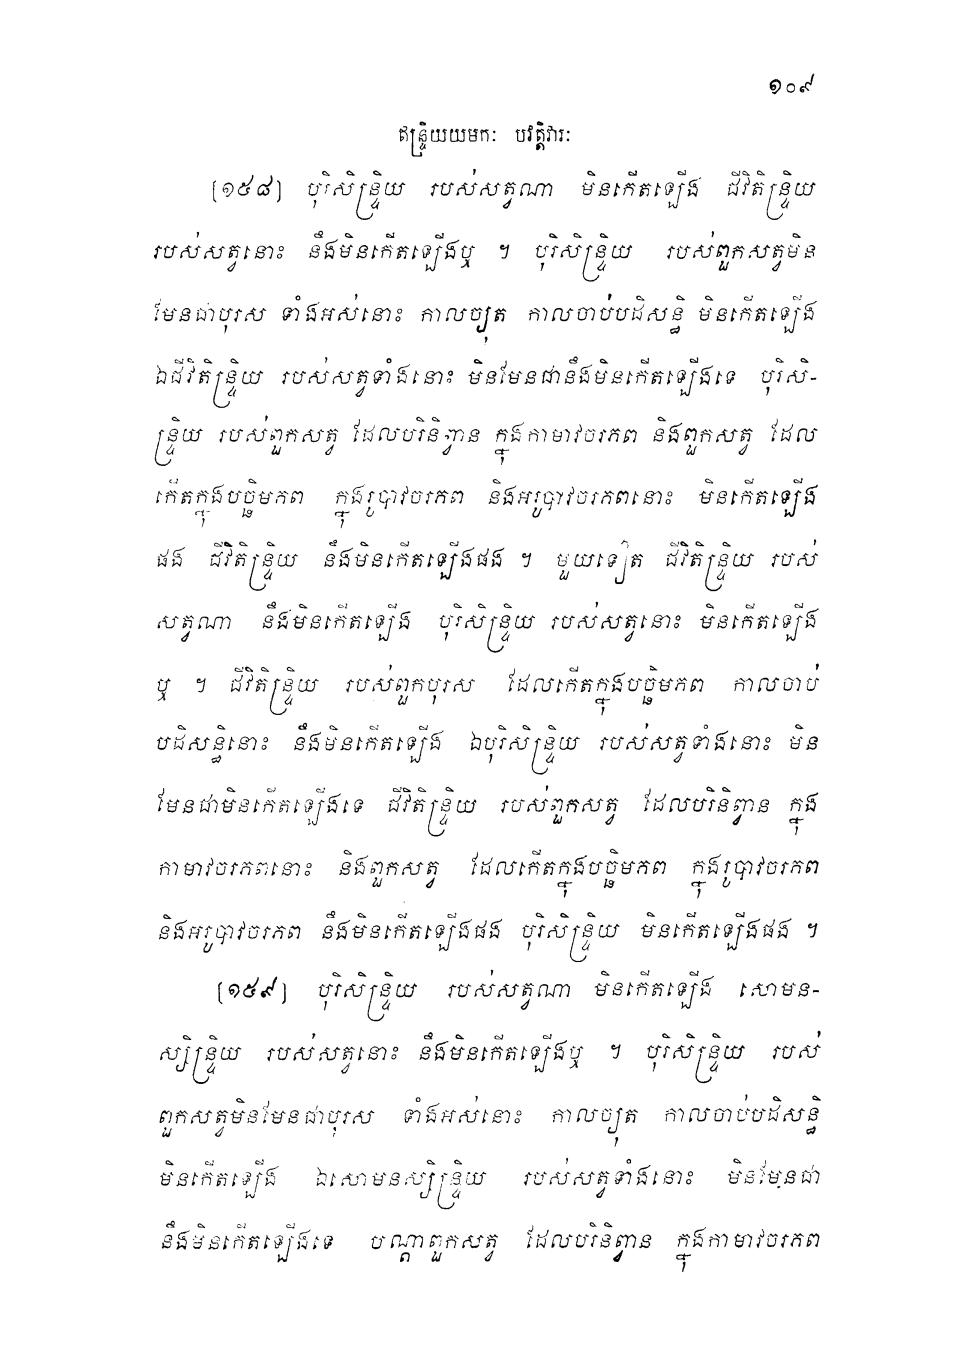 ១០៩
ឥន្ទ្រិយយមកៈ បវត្តិវារៈ
[១៥៨] បុរិសិន្ទ្រិយ របស់សត្វណា មិនកើតឡើង ជីវិតិន្ទ្រិយ
របស់សត្វនោះ នឹងមិនកើតឡើងឬ ។ បុរិសិន្ទ្រិយ របស់ពួកសត្វមិន
មែនជាបុរស ទាំងអស់នោះ កាលច្យុត កាលចាប់បដិសន្ធិ មិនកើតឡើង
ឯជីវិតិន្ទ្រិយ របស់សត្វទាំងនោះ មិនមែនជានឹងមិនកើតឡើងទេ បុរិសិ-
ន្ទ្រិយ របស់ពួកសត្វ ដែលបរិនិព្វាន ក្នុងកាមាវចរភព និងពួកសត្វ ដែល
កើតក្នុងបច្ឆិមភព ក្នុងរូបាវចរភព និងអរូបាវចរភពនោះ មិនកើតឡើង
ផង ជីវិតិន្ទ្រិយ នឹងមិនកើតឡើងផង ។ មួយទៀត ជីវិតិន្ទ្រិយ របស់
សត្វណា នឹងមិនកើតឡើង បុរិសិន្ទ្រិយ របស់សត្វនោះ មិនកើតឡើង
ឬ ។ ជីវិតិន្ទ្រិយ របស់ពួកបុរស ដែលកើតក្នុងបច្ឆិមភព កាលចាប់
បដិសន្ធិនោះ នឹងមិនកើតឡើង ឯបុរិសិន្ទ្រិយ របស់សត្វទាំងនោះ មិន
មែនជាមិនកើតឡើងទេ ជីវិតិន្ទ្រិយ របស់ពួកសត្វ ដែលបរិនិព្វាន ក្នុង
កាមាវចរភពនោះ និងពួកសត្វ ដែលកើតក្នុងបច្ឆិមភព ក្នុងរូបាវចរភព
និងអរូបាវចរភព នឹងមិនកើតឡើងផង បុរិសិន្ទ្រិយ មិនកើតឡើងផង ។
[១៥៩] បុរិសិន្ទ្រិយ របស់សត្វណា មិនកើតឡើង សោមន-
ស្សិន្ទ្រិយ របស់សត្វនោះ នឹងមិនកើតឡើងឬ ។ បុរិសិន្ទ្រិយ របស់
ពួកសត្វមិនមែនជាបុរស ទាំងអស់នោះ កាលច្យុត កាលចាប់បដិសន្ធិ
មិនកើតឡើង ឯសោមនស្សិន្ទ្រិយ របស់សត្វទាំងនោះ មិនមែនជា
នឹងមិនកើតឡើងទេ បណ្តាពួកសត្វ ដែលបរិនិព្វាន ក្នុងកាមាវចរភព